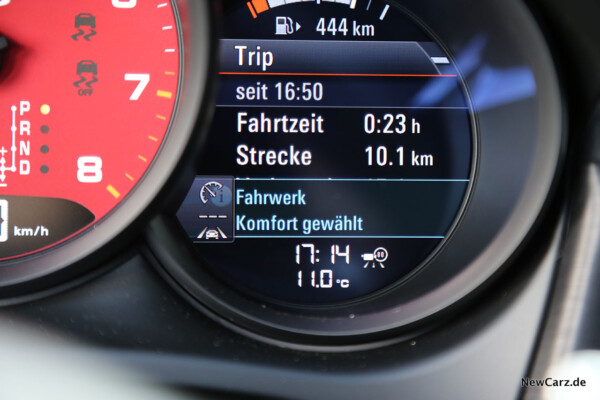 444 km
Trip
seit 16:50
Fahrtzeit 0:23 h
Strecke 10.1 km
Fahrwerk
Komfort gewählt
---
17:14
11.0 °C
7
8
OFF
P
R
N
D
+
km/h
NewCarz.de